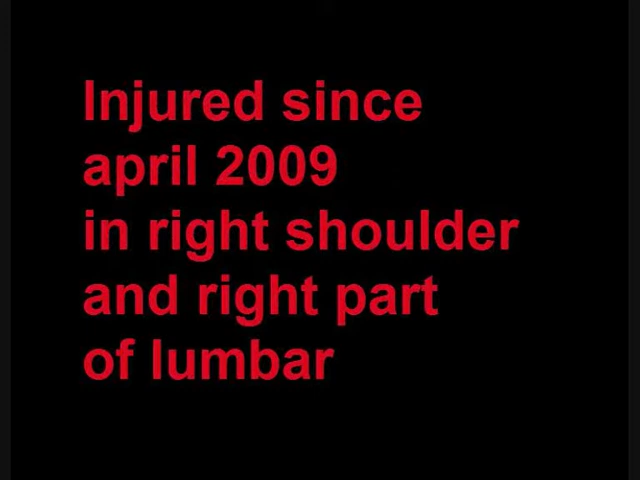 Injured since
april 2009
in right shoulder
and right part
of lumbar